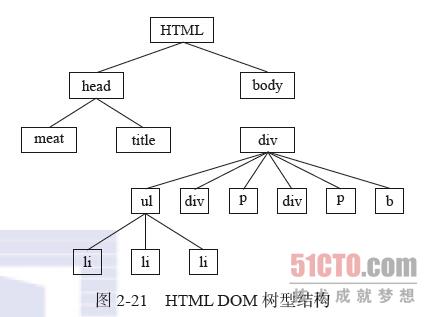 HTML
head body
meat title div
ul div p div p b
li li li
51CTO.com
技术成就梦想
图 2-21 HTML DOM 树型结构